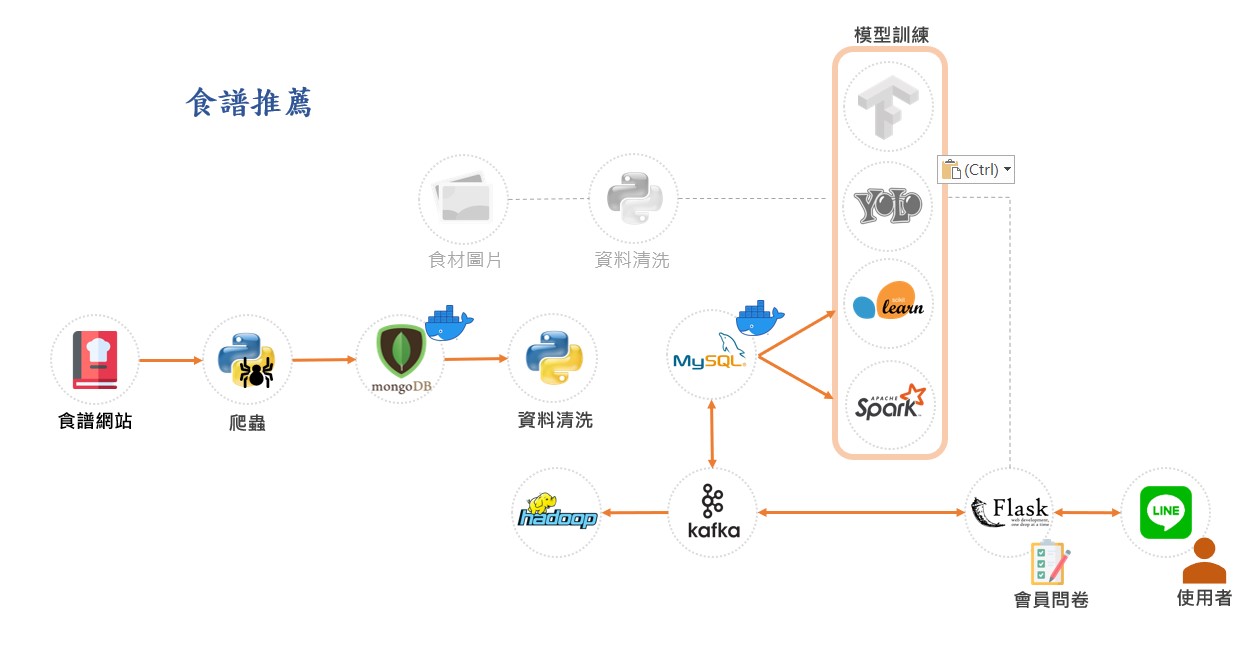 模型訓練
食譜推薦
(Ctrl)
YOLO
食材圖片
資料清洗
scikit
learn
mongoDB
MySQL
APACHE
Spark
食譜網站
爬蟲
資料清洗
hadoop
kafka
Flask
web development,
one drop at a time
LINE
會員問卷
使用者